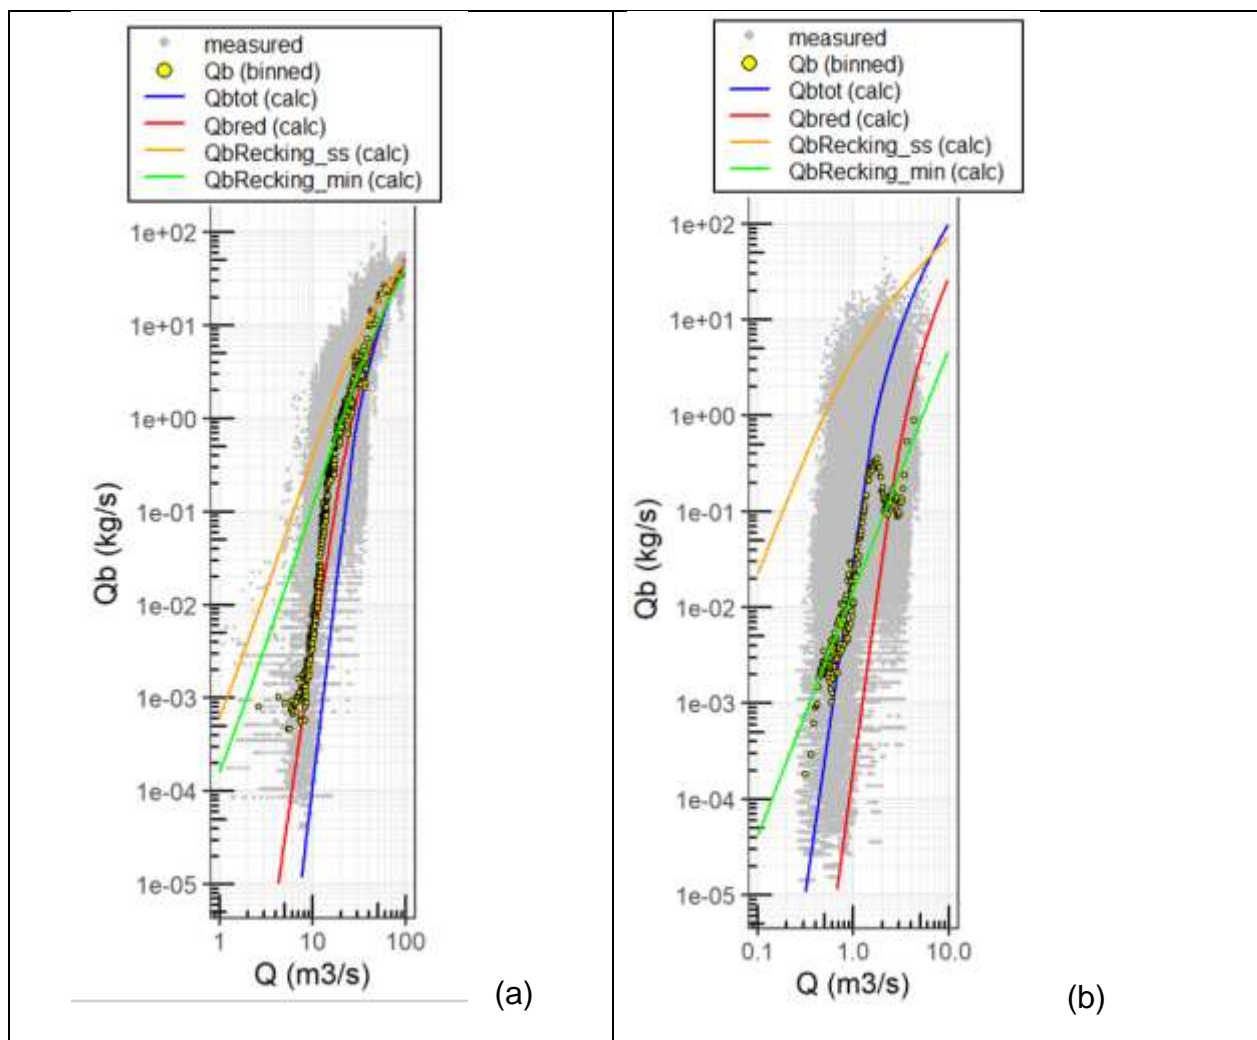 measured
Qb (binned)
Qbtot (calc)
Qbred (calc)
QbRecking_ss (calc)
QbRecking_min (calc)
1e+02
1e+01
1e+00
1e-01
1e-02
1e-03
1e-04
1e-05
Qb (kg/s)
1
10
100
Q (m3/s)
(a)
measured
Qb (binned)
Qbtot (calc)
Qbred (calc)
QbRecking_ss (calc)
QbRecking_min (calc)
1e+02
1e+01
1e+00
1e-01
1e-02
1e-03
1e-04
1e-05
Qb (kg/s)
0.1
1.0
10.0
Q (m3/s)
(b)